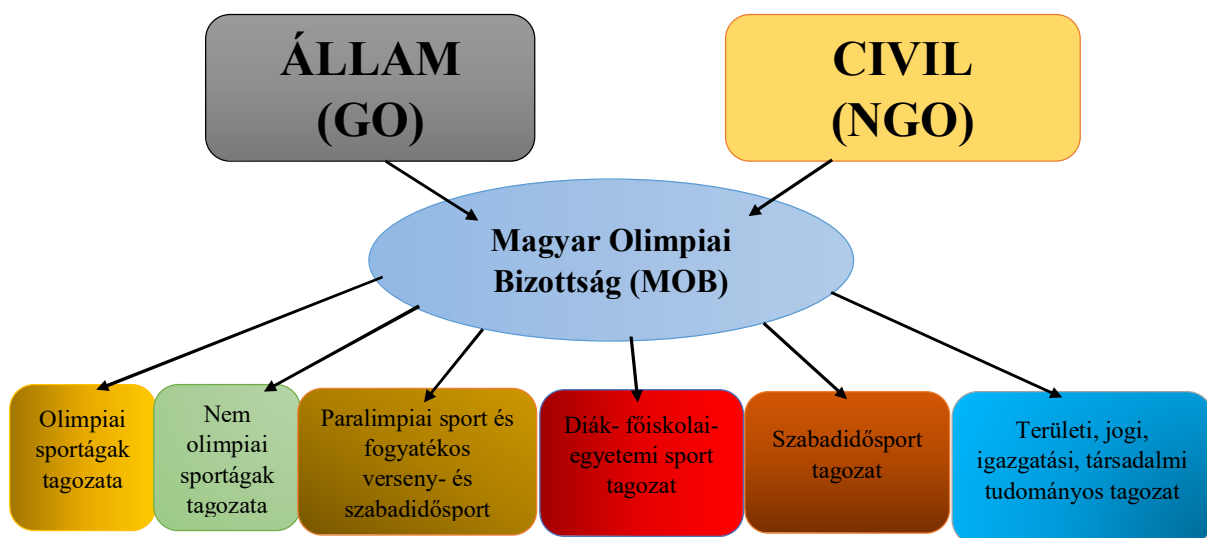 ÁLLAM
(GO)
CIVIL
(NGO)
Magyar Olimpiai
Bizottság (MOB)
Olimpiai
sportágak
tagozata
Nem
olimpiai
sportágak
tagozata
Paralimpiai sport és
fogyatékos
verseny- és
szabadidősport
Diák- főiskolai-
egyetemi sport
tagozat
Szabadidősport
tagozat
Területi, jogi,
igazgatási, társadalmi
tudományos tagozat